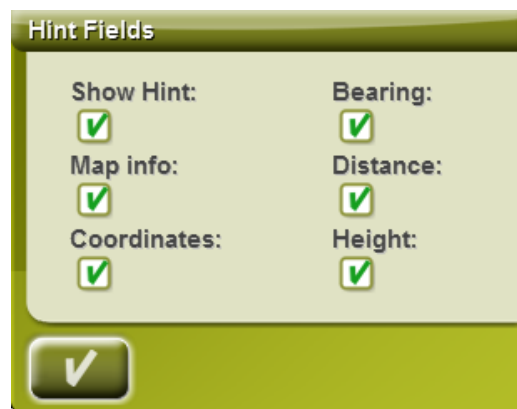 Hint Fields
Show Hint: Bearing:
Map info: Distance:
Coordinates: Height: